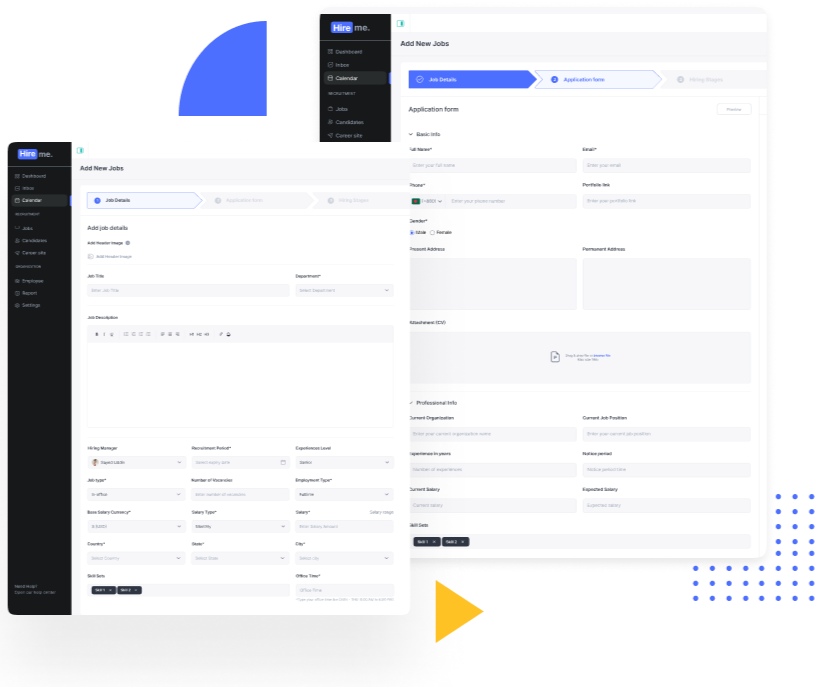 Hire me.
Dashboard
Inbox
Calendar
RECRUITMENT
Jobs
Candidates
Career site
Add New Jobs
Job Details
Application form
Hiring Stages
Application form
Preview
Basic Info
Full Name*
Email*
Enter your full name
Enter your email
Phone*
Portfolio link
Enter your phone number
Enter your portfolio link
Gender*
Male
Female
Present Address
Permanent Address
Attachment (CV)
Professional Info
Current Organization
Current Job Position
Enter your current organization name
Enter your current job position
Experience in years
Notice period
Number of experiences
Notice period time
Current Salary
Expected Salary
Current salary
Expected salary
Skill Sets
Skill 1 ×
Skill 2 ×
Hire me.
Dashboard
Inbox
Calendar
RECRUITMENT
Jobs
Candidates
Career site
ORGANIZATION
Employee
Report
Settings
Need Help?
Open our help center
Add New Jobs
Job Details
Application form
Hiring Stages
Add job details
Add Header Image
Add Header Image
Job Title
Department*
Enter Job Title
Select Department
Job Description
B I U
H1 H2 H3
Hiring Manager
Recruitment Period*
Experiences Level
Select expiry date
Senior
Job type*
Number of Vacancies
Employment Type*
In-office
Enter number of vacancies
Fulltime
Base Salary Currency*
Salary Type*
Salary*
Salary range
Monthly
Enter Salary Amount
Country*
State*
City*
Select Country
Select State
Select city
Skill Sets
Office Time*
Skill 1 ×
Skill 2 ×
Office Time